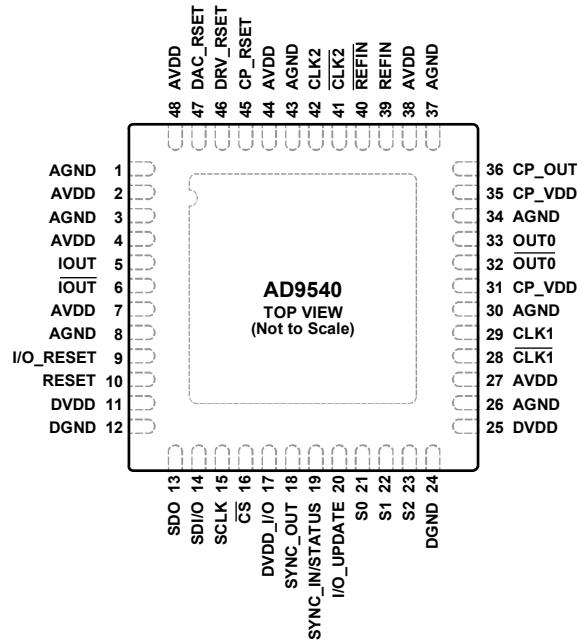 48 AVDD
47 DAC_RSET
46 DRV_RSET
45 CP_RSET
44 AVDD
43 AGND
42 CLK2
41 CLK2
40 REFIN
39 REFIN
38 AVDD
37 AGND
AGND 1
AVDD 2
AGND 3
AVDD 4
IOUT 5
IOUT 6
AVDD 7
AGND 8
I/O_RESET 9
RESET 10
DVDD 11
DGND 12
AD9540
TOP VIEW
(Not to Scale)
36 CP_OUT
35 CP_VDD
34 AGND
33 OUT0
32 OUT0
31 CP_VDD
30 AGND
29 CLK1
28 CLK1
27 AVDD
26 AGND
25 DVDD
SDO 13
SDI/O 14
SCLK 15
CS 16
DVDD_I/O 17
SYNC_OUT 18
SYNC_IN/STATUS 19
I/O_UPDATE 20
S0 21
S1 22
S2 23
DGND 24